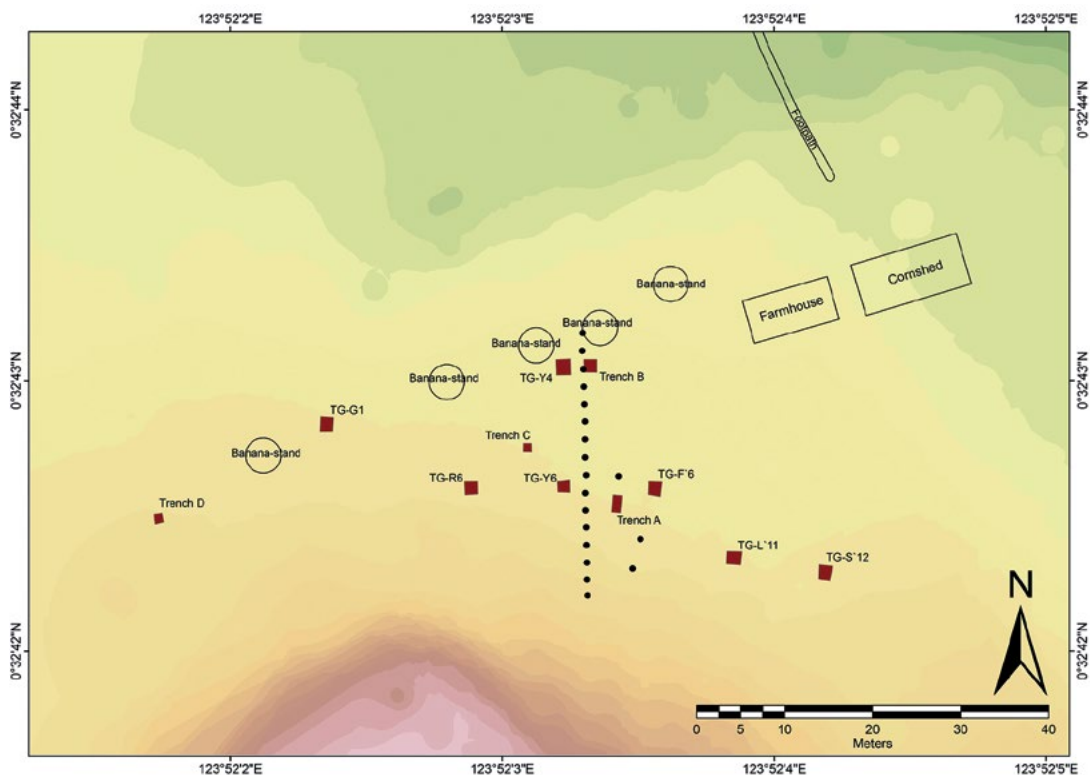 123°52'2"E
123°52'3"E
123°52'4"E
123°52'5"E
0°32'44"N
0°32'44"N
Footpath
Cornshed
Banana-stand
Farmhouse
Banana-stand
Banana-stand
0°32'43"N
Banana-stand
TG-Y4
Trench B
0°32'43"N
TG-G1
Trench C
Banana-stand
TG-R6
TG-Y6
TG-F`6
Trench D
Trench A
TG-L`11
TG-S`12
N
0°32'42"N
0°32'42"N
0 5 10 20 30 40
Meters
123°52'2"E
123°52'3"E
123°52'4"E
123°52'5"E